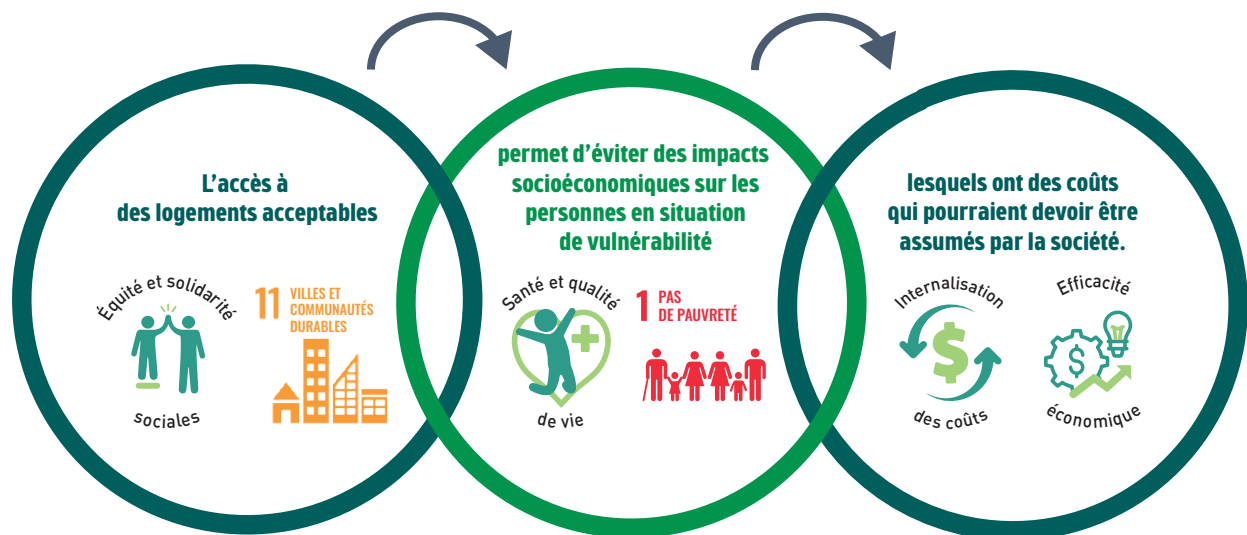 L'accès à
des logements acceptables
Équité et solidarité
sociales
11 VILLES ET
COMMUNAUTÉS
DURABLES
permet d'éviter des impacts
socioéconomiques sur les
personnes en situation
de vulnérabilité
Santé et qualité
de vie
1 PAS
DE PAUVRETÉ
lesquels ont des coûts
qui pourraient devoir être
assumés par la société.
Internalisation
$
des coûts
Efficacité
$
économique